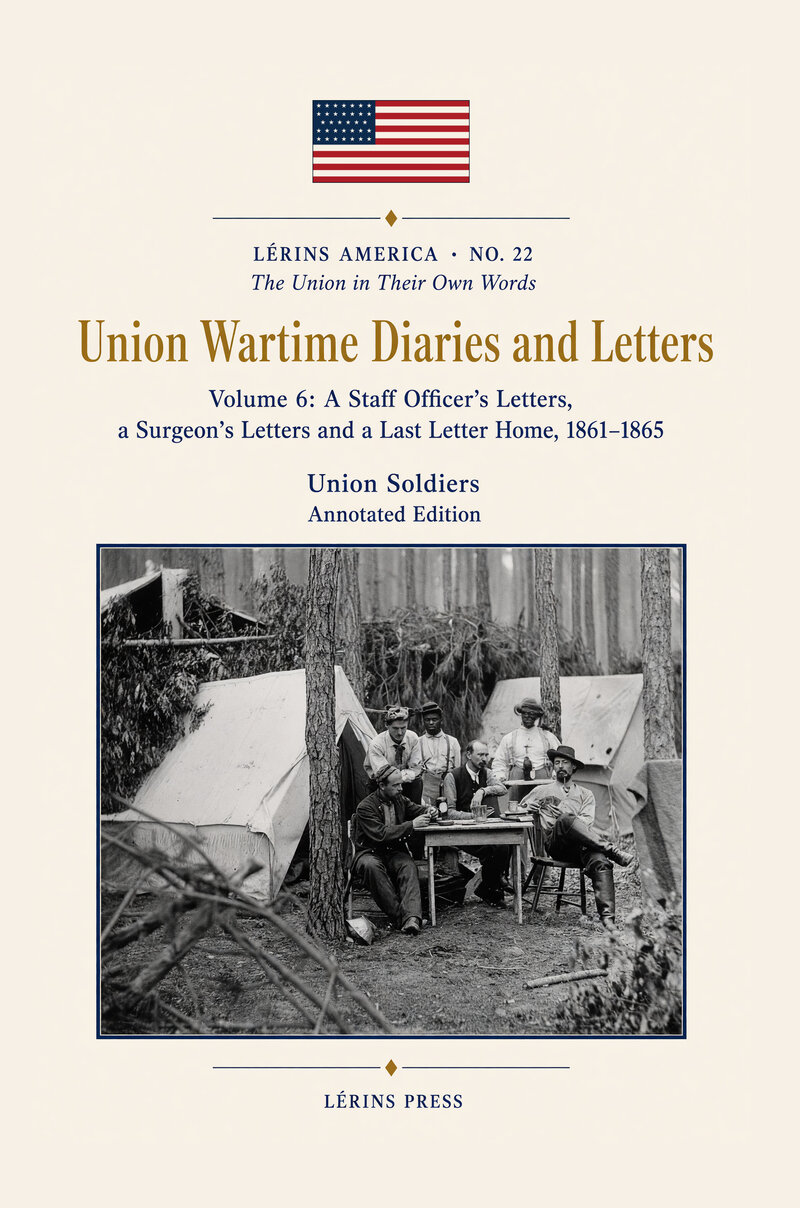 LÉRINS AMERICA • NO. 22
The Union in Their Own Words
Union Wartime Diaries and Letters
Volume 6: A Staff Officer’s Letters,
a Surgeon’s Letters and a Last Letter Home, 1861–1865
Union Soldiers
Annotated Edition
LÉRINS PRESS